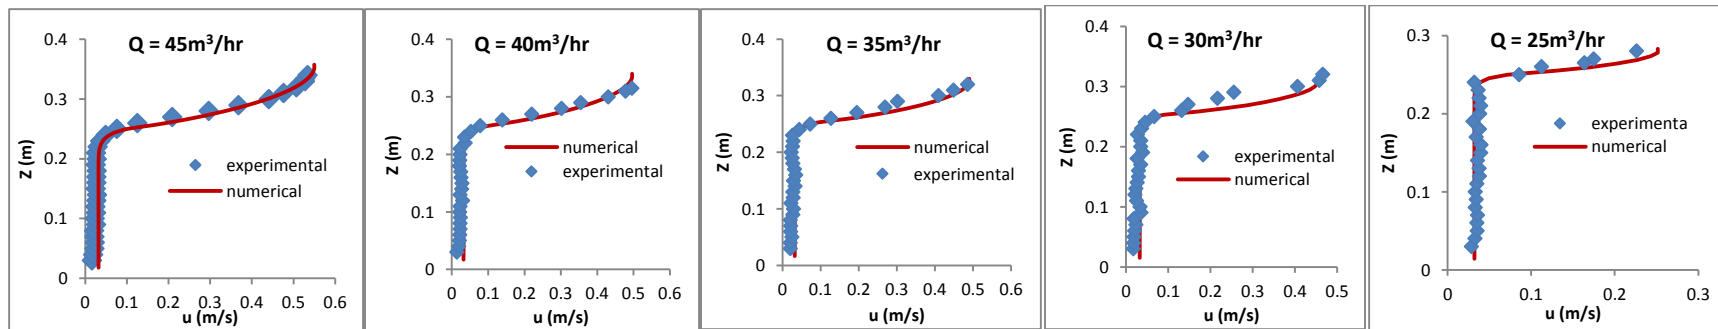 Q = 45m³/hr
0.4
0.3
0.2
0.1
0
Z (m)
experimental
numerical
0 0.1 0.2 0.3 0.4 0.5 0.6
u (m/s)
Q = 40m³/hr
0.4
0.3
0.2
0.1
0
Z (m)
numerical
experimental
0 0.2 0.4 0.6
u (m/s)
Q = 35m³/hr
0.4
0.3
0.2
0.1
0
Z (m)
numerical
experimental
0 0.1 0.2 0.3 0.4 0.5 0.6
u (m/s)
Q = 30m³/hr
0.4
0.3
0.2
0.1
0
Z (m)
experimental
numerical
0 0.1 0.2 0.3 0.4 0.5
u (m/s)
Q = 25m³/hr
0.3
0.2
0.1
0
Z (m)
experimenta
numerical
0 0.1 0.2 0.3
u (m/s)